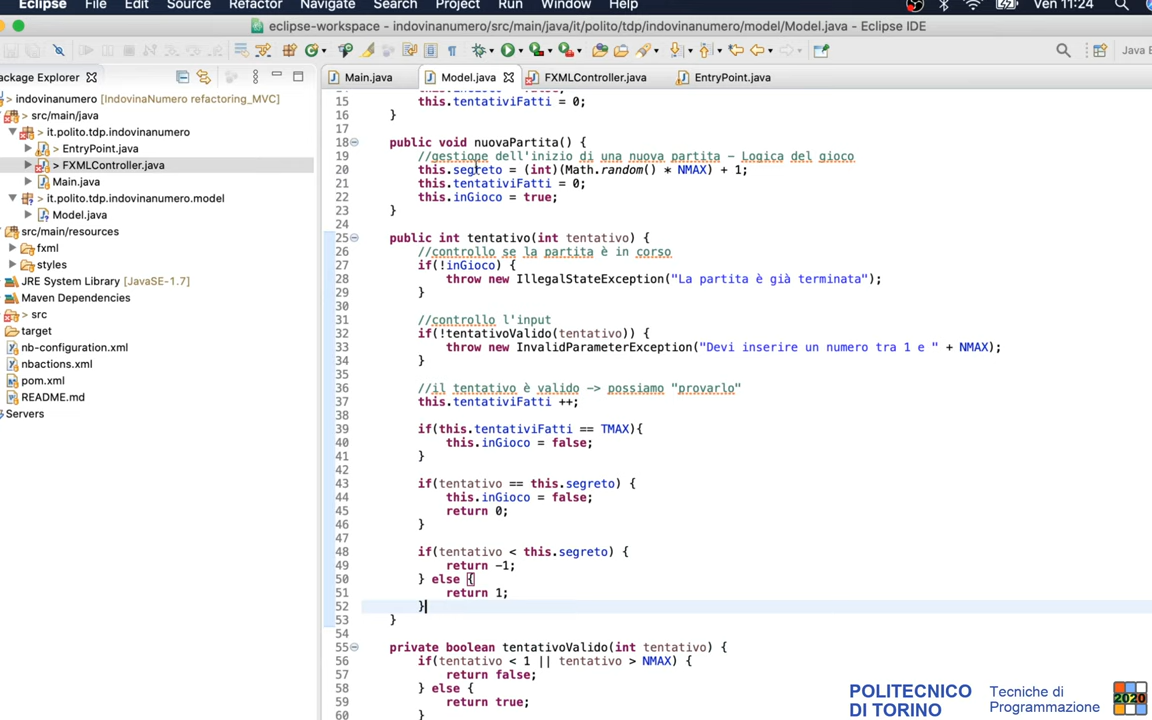 Eclipse File Edit Source Refactor Navigate Search Project Run Window Help Ven 11:24
eclipse-workspace - indovinanumero/src/main/java/it/polito/tdp/indovinanumero/model/Model.java - Eclipse IDE
Java
ackage Explorer
Main.java
Model.java
FXMLController.java
EntryPoint.java
> indovinanumero [IndovinaNumero refactoring_MVC]
> src/main/java
> it.polito.tdp.indovinanumero
> EntryPoint.java
> FXMLController.java
Main.java
> it.polito.tdp.indovinanumero.model
> Model.java
src/main/resources
fxml
styles
JRE System Library [JavaSE-1.7]
Maven Dependencies
> src
target
nb-configuration.xml
nbactions.xml
pom.xml
README.md
Servers
15 this.tentativiFatti = 0;
16 }
17
18 public void nuovaPartita() {
19 //gestione dell'inizio di una nuova partita - Logica del gioco
20 this.segreto = (int)(Math.random() * NMAX) + 1;
21 this.tentativiFatti = 0;
22 this.inGioco = true;
23 }
24
25 public int tentativo(int tentativo) {
26 //controllo se la partita è in corso
27 if(!inGioco) {
28 throw new IllegalStateException("La partita è già terminata");
29 }
30
31 //controllo l'input
32 if(!tentativoValido(tentativo)) {
33 throw new InvalidParameterException("Devi inserire un numero tra 1 e " + NMAX);
34 }
35
36 //il tentativo è valido -> possiamo "provarlo"
37 this.tentativiFatti ++;
38
39 if(this.tentativiFatti == TMAX){
40 this.inGioco = false;
41 }
42
43 if(tentativo == this.segreto) {
44 this.inGioco = false;
45 return 0;
46 }
47
48 if(tentativo < this.segreto) {
49 return -1;
50 } else {
51 return 1;
52 }
53 }
54
55 private boolean tentativoValido(int tentativo) {
56 if(tentativo < 1 || tentativo > NMAX) {
57 return false;
58 } else {
59 return true;
60 }
POLITECNICO
DI TORINO
Tecniche di
Programmazione
2020